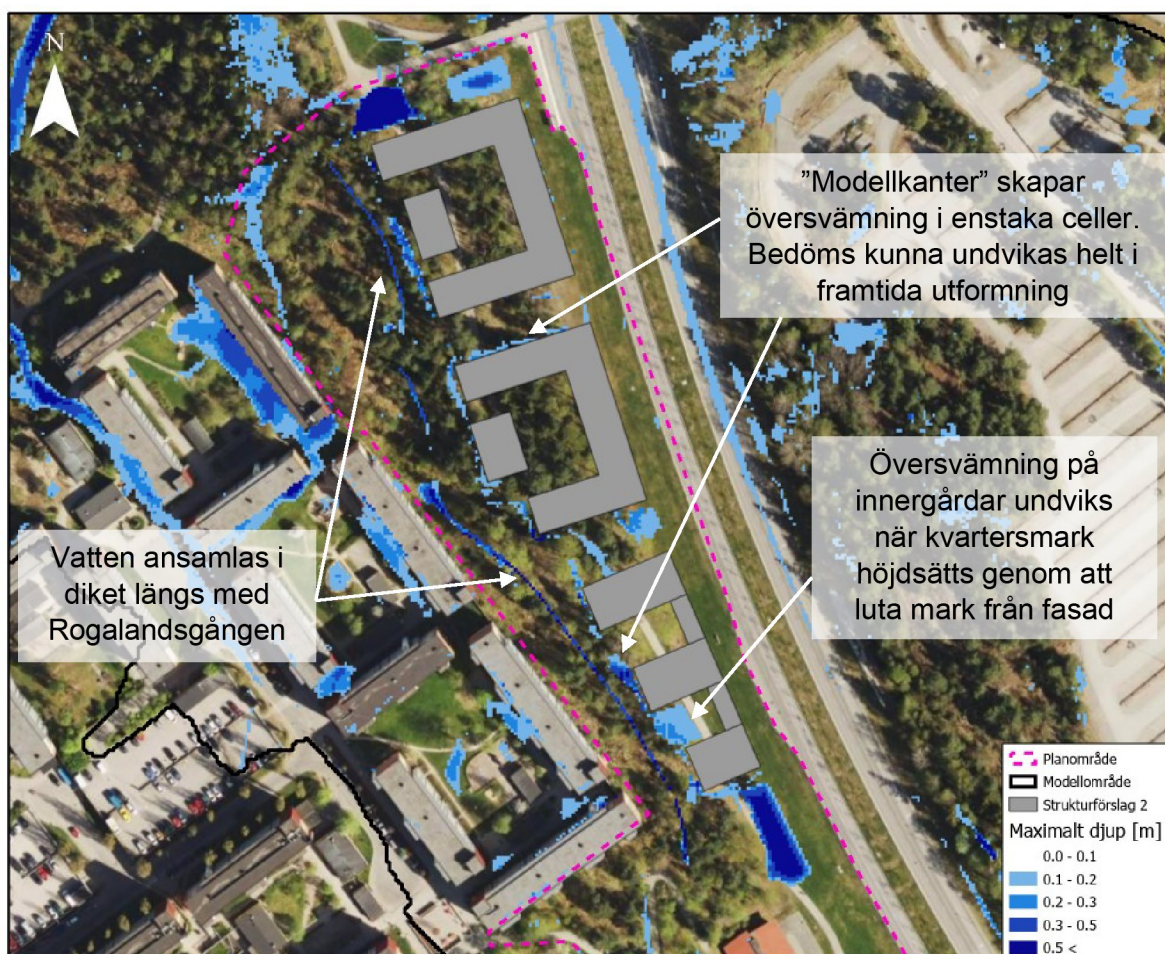 N
”Modellkanter” skapar
översvämning i enstaka celler.
Bedöms kunna undvikas helt i
framtida utformning
Översvämning på
innergårdar undviks
när kvartersmark
höjdsätts genom att
luta mark från fasad
Vatten ansamlas i
diket längs med
Rogalandsgången
Planområde
Modellområde
Strukturförslag 2
Maximalt djup [m]
0.0 - 0.1
0.1 - 0.2
0.2 - 0.3
0.3 - 0.5
0.5 <